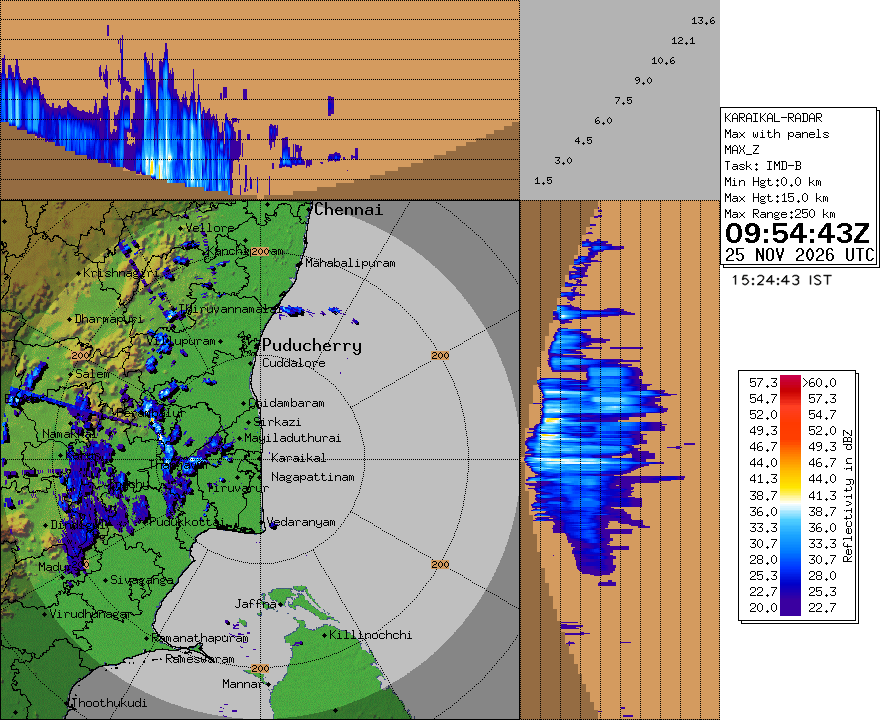 13.6
12.1
10.6
9.0
7.5
6.0
4.5
3.0
1.5
KARAIKAL-RADAR
Max with panels
MAX_Z
Task: IMD-B
Min Hgt:0.0 km
Max Hgt:15.0 km
Max Range:250 km
09:54:43Z
25 NOV 2026 UTC
15:24:43 IST
Chennai
Vellore
200
Mahabalipuram
Krishnagiri
Dharmapuri
Puducherry
200
200
Cuddalore
Salem
Chidambaram
Sirkazi
Mayiladuthurai
Karaikal
Nagapattinam
Pudukkottai
Vedaranyam
200
Sivaganga
Jaffna
Virudhunagar
Killinochchi
Ramanathapuram
Rameswaram
200
Mannar
Thoothukudi
57.3 >60.0
54.7 57.3
52.0 54.7
49.3 52.0
46.7 49.3
44.0 46.7
41.3 44.0
38.7 41.3
36.0 38.7
33.3 36.0
30.7 33.3
28.0 30.7
25.3 28.0
22.7 25.3
20.0 22.7
Reflectivity in dBZ